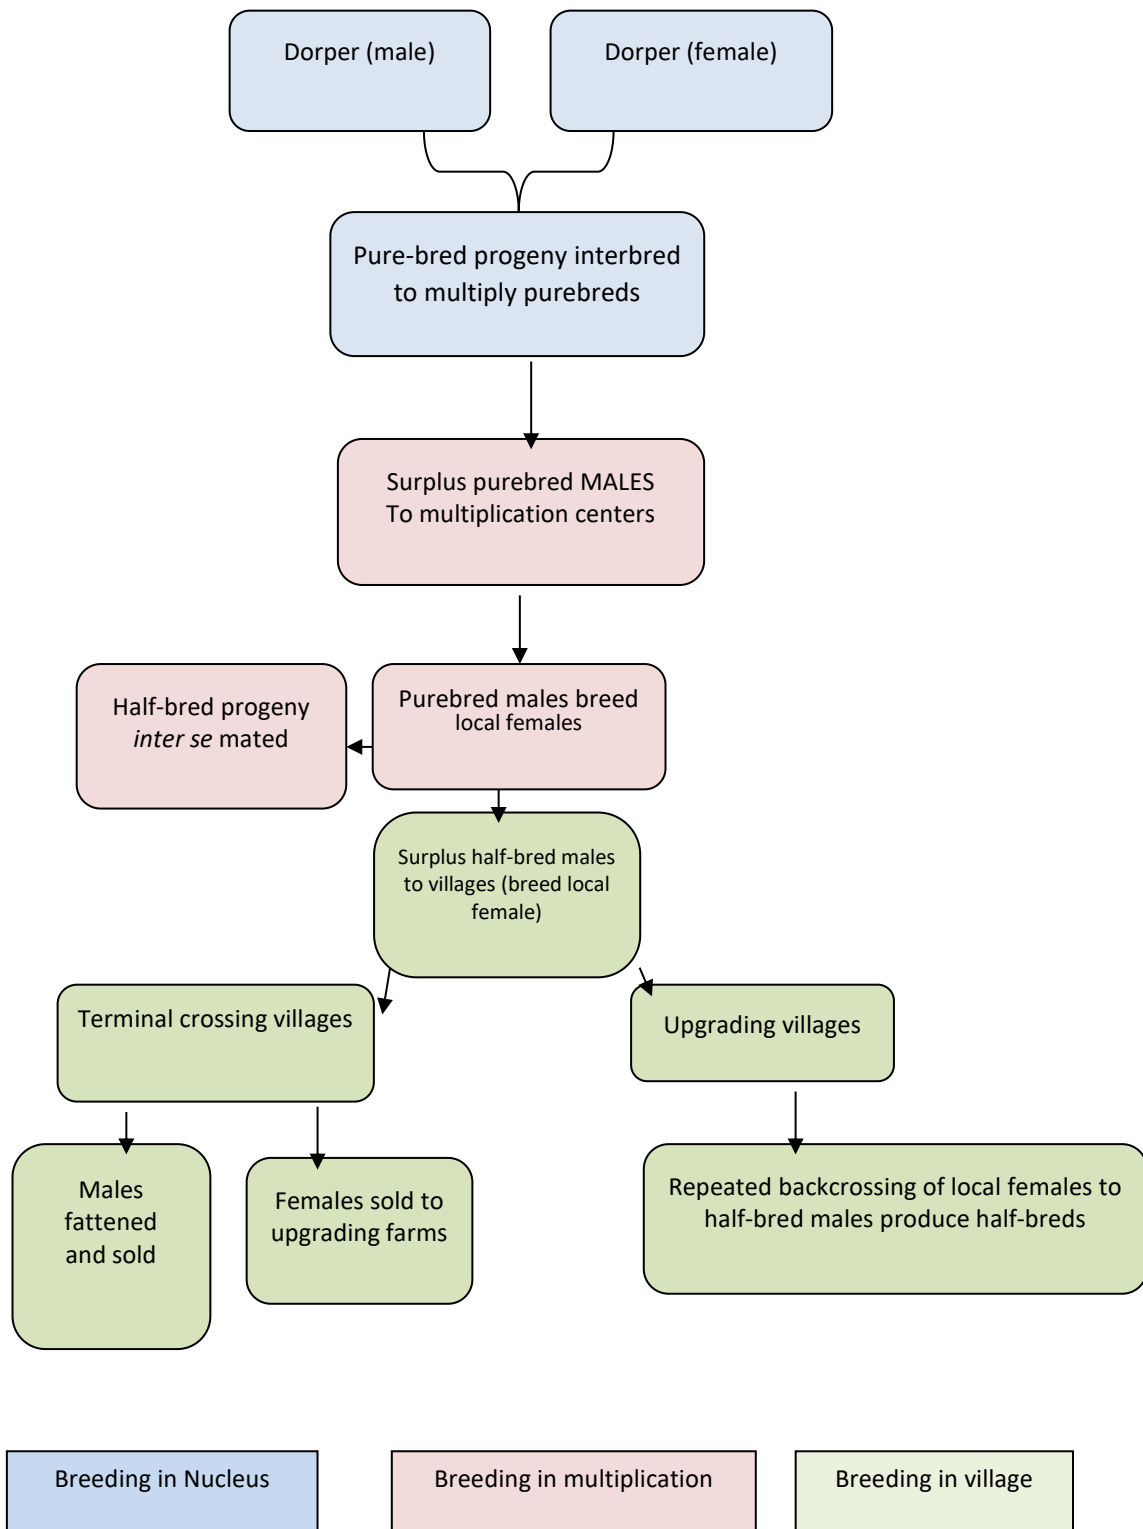 Dorper (male)
Dorper (female)
Pure-bred progeny interbred
to multiply purebreds
Surplus purebred MALES
To multiplication centers
Half-bred progeny
inter se mated
Purebred males breed
local females
Surplus half-bred males
to villages (breed local
female)
Terminal crossing villages
Upgrading villages
Males
fattened
and sold
Females sold to
upgrading farms
Repeated backcrossing of local females to
half-bred males produce half-breds
Breeding in Nucleus
Breeding in multiplication
Breeding in village